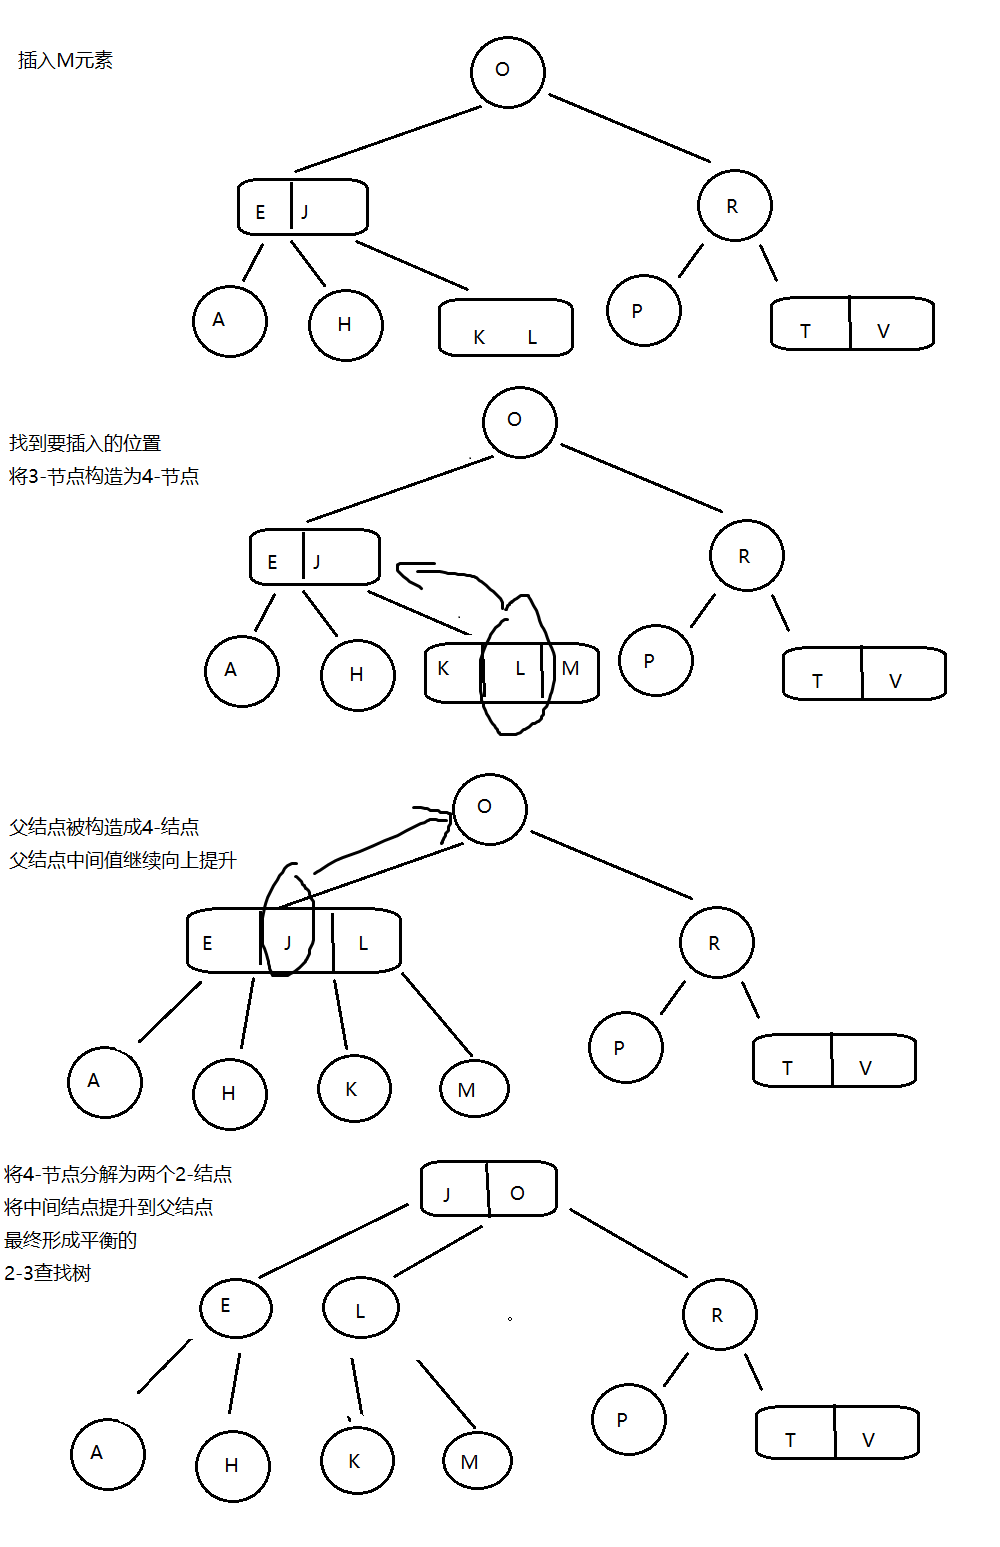 插入M元素
O
E J
R
A
H
K L
P
T V
O
找到要插入的位置
将3-节点构造为4-节点
E J
R
A
H
K L M
P
T V
O
父结点被构造成4-结点
父结点中间值继续向上提升
E J L
R
A
H
K
M
P
T V
将4-节点分解为两个2-结点
将中间结点提升到父结点
最终形成平衡的
2-3查找树
J O
E
L
R
A
H
K
M
P
T V